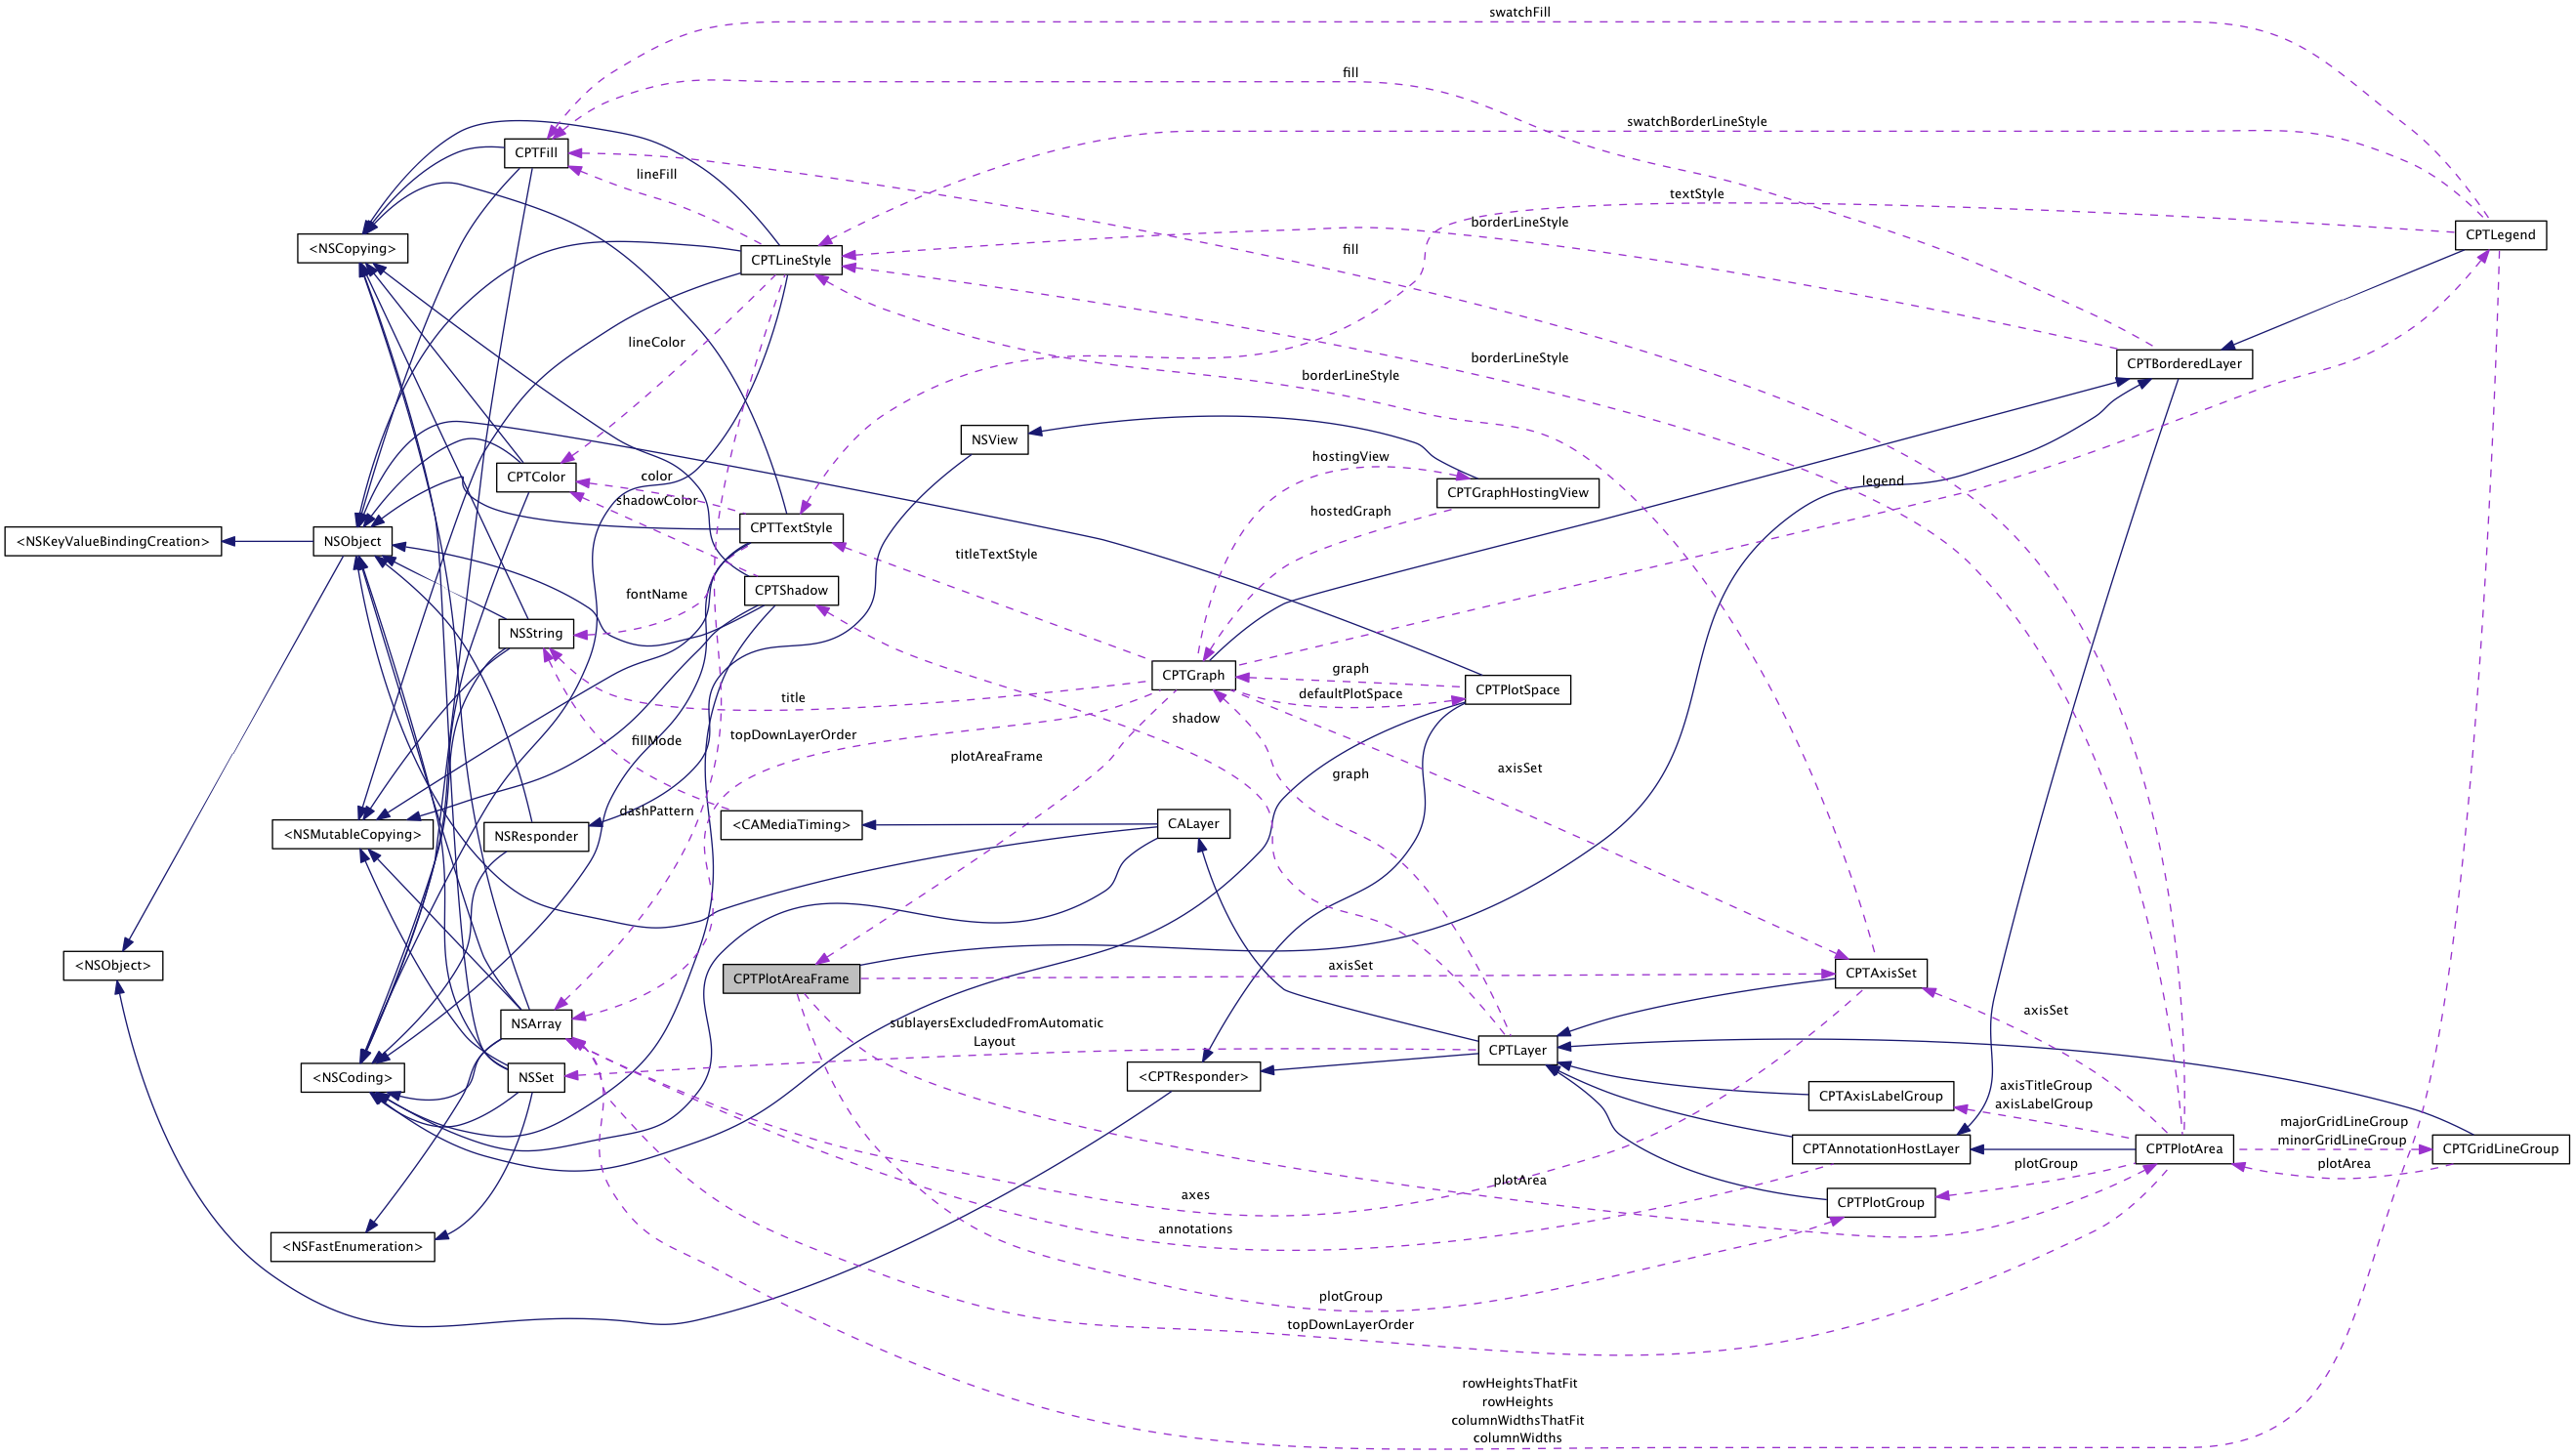 swatchFill
fill
swatchBorderLineStyle
CPTFill
lineFill
textStyle
borderLineStyle
CPTLegend
<NSCopying>
fill
CPTLineStyle
lineColor
borderLineStyle
CPTBorderedLayer
borderLineStyle
NSView
hostingView
color
CPTColor
legend
shadowColor
CPTGraphHostingView
hostedGraph
CPTTextStyle
<NSKeyValueBindingCreation>
NSObject
titleTextStyle
fontName
CPTShadow
NSString
graph
CPTGraph
defaultPlotSpace
CPTPlotSpace
title
shadow
fillMode
topDownLayerOrder
plotAreaFrame
axisSet
graph
dashPattern
<CAMediaTiming>
CALayer
<NSMutableCopying>
NSResponder
<NSObject>
CPTPlotAreaFrame
axisSet
CPTAxisSet
axisSet
NSArray
sublayersExcludedFromAutomatic
Layout
CPTLayer
<NSCoding>
NSSet
<CPTResponder>
CPTAxisLabelGroup
axisTitleGroup
axisLabelGroup
majorGridLineGroup
minorGridLineGroup
CPTAnnotationHostLayer
CPTPlotArea
CPTGridLineGroup
plotGroup
plotArea
plotArea
axes
CPTPlotGroup
annotations
<NSFastEnumeration>
plotGroup
topDownLayerOrder
rowHeightsThatFit
rowHeights
columnWidthsThatFit
columnWidths